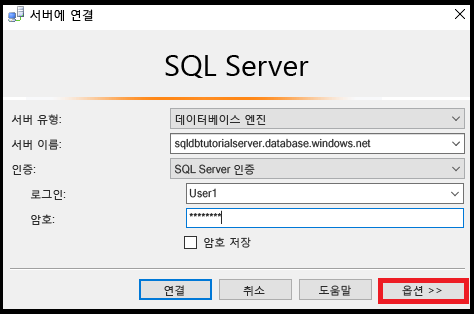 서버에 연결
SQL Server
서버 유형: 데이터베이스 엔진
서버 이름: sqldbtutorialserver.database.windows.net
인증: SQL Server 인증
로그인: User1
암호: ********
암호 저장
연결 취소 도움말 옵션 >>